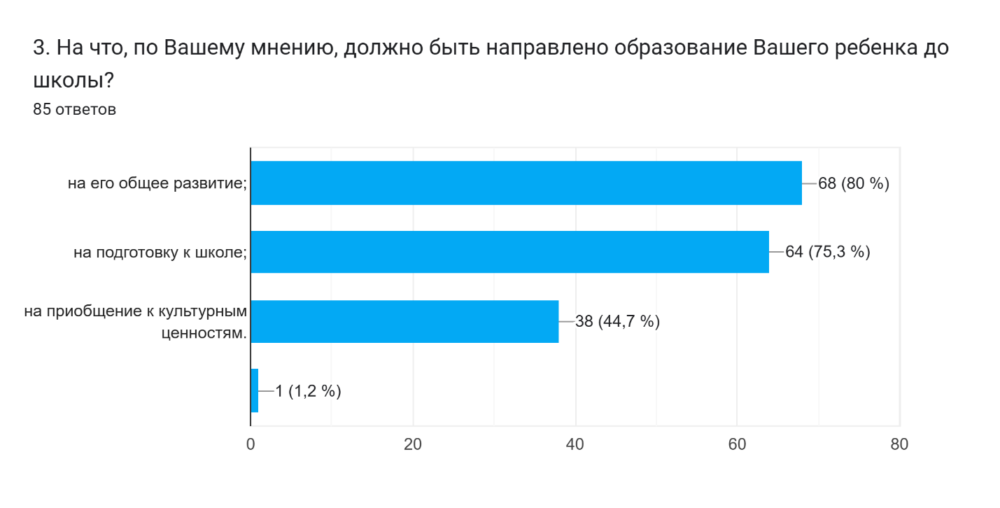 3. На что, по Вашему мнению, должно быть направлено образование Вашего ребенка до
школы?
85 ответов
на его общее развитие;
68 (80 %)
на подготовку к школе;
64 (75,3 %)
на приобщение к культурным
ценностям.
38 (44,7 %)
1 (1,2 %)
0 20 40 60 80